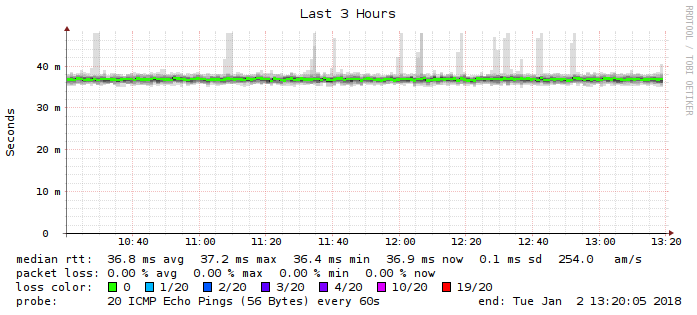 Last 3 Hours
RRDTOOL / TOBI OETIKER
Seconds
40 m
30 m
20 m
10 m
0
10:40 11:00 11:20 11:40 12:00 12:20 12:40 13:00 13:20
median rtt: 36.8 ms avg 37.2 ms max 36.4 ms min 36.9 ms now 0.1 ms sd 254.0 am/s
packet loss: 0.00 % avg 0.00 % max 0.00 % min 0.00 % now
loss color: 0 1/20 2/20 3/20 4/20 10/20 19/20
probe: 20 ICMP Echo Pings (56 Bytes) every 60s end: Tue Jan 2 13:20:05 2018